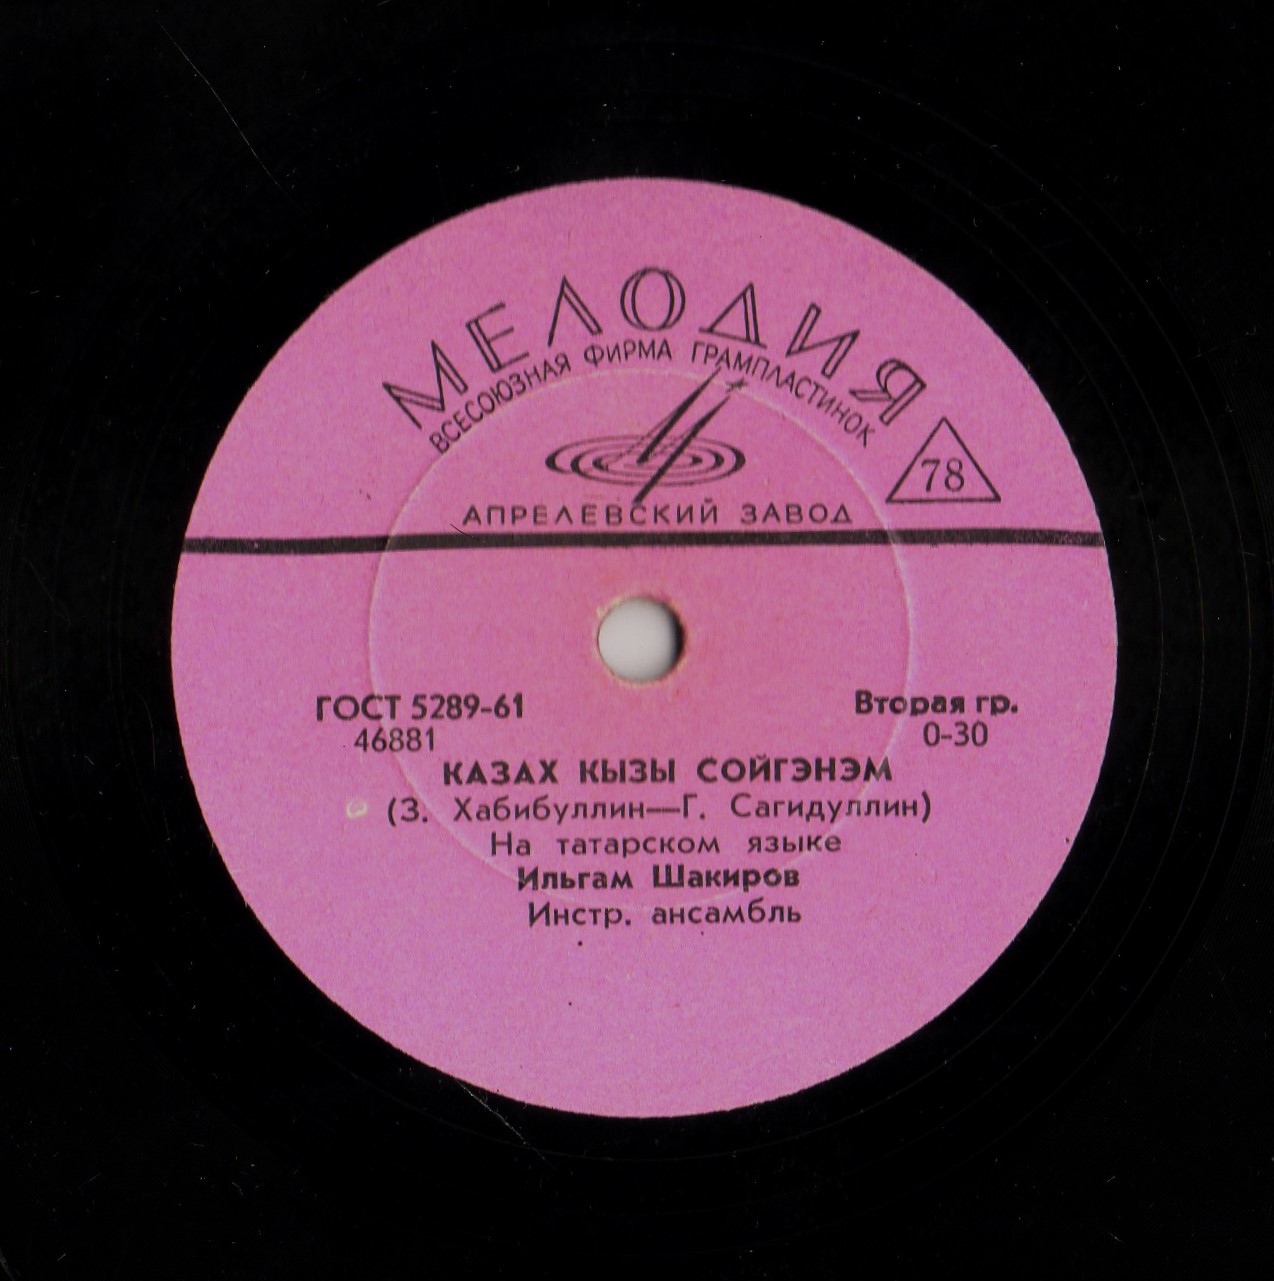 МЕЛОДИЯ
ВСЕСОЮЗНАЯ ФИРМА ГРАМПЛАСТИНОК
78
АПРЕЛЕВСКИЙ ЗАВОД
ГОСТ 5289-61
Вторая гр.
46881
0-30
КАЗАХ КЫЗЫ СОЙГЭНЭМ
(З. Хабибуллин—Г. Сагидуллин)
На татарском языке
Ильгам Шакиров
Инстр. ансамбль